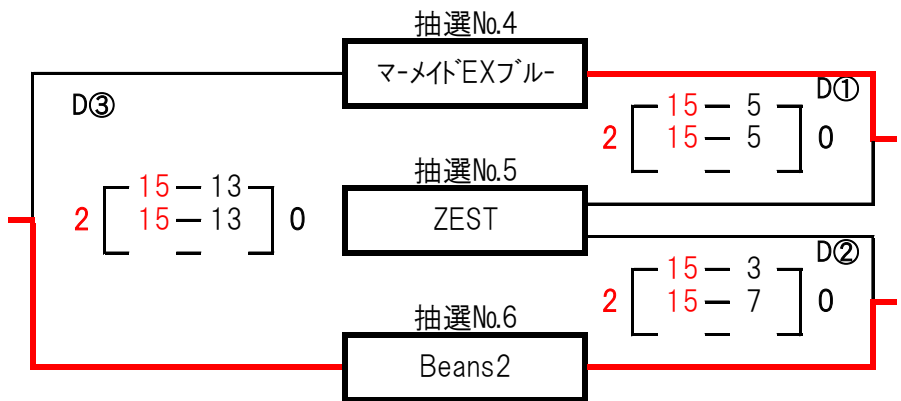 抽選№4
マーメイドEXブルー
D①
2 15 — 5 0
15 — 5
D③
抽選№5
ZEST
2 15 — 13 0
15 — 13
D②
2 15 — 3 0
15 — 7
抽選№6
Beans2